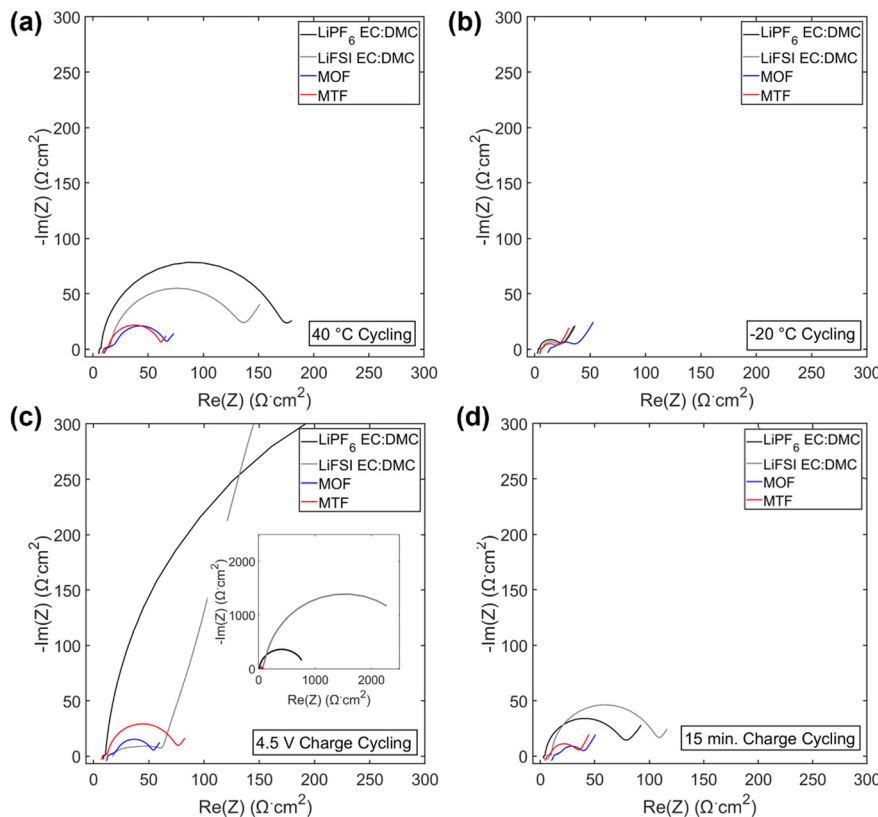 (a)
300
250
200
150
100
50
0
-Im(Z) (Ω·cm²)
LiPF₆ EC:DMC
LiFSI EC:DMC
MOF
MTF
40 °C Cycling
0 50 100 150 200 250 300
Re(Z) (Ω·cm²)
(b)
300
250
200
150
100
50
0
-Im(Z) (Ω·cm²)
LiPF₆ EC:DMC
LiFSI EC:DMC
MOF
MTF
-20 °C Cycling
0 50 100 150 200 250 300
Re(Z) (Ω·cm²)
(c)
300
250
200
150
100
50
0
-Im(Z) (Ω·cm²)
LiPF₆ EC:DMC
LiFSI EC:DMC
MOF
MTF
2000
1000
0
-Im(Z) (Ω·cm²)
0 1000 2000
Re(Z) (Ω·cm²)
4.5 V Charge Cycling
0 50 100 150 200 250 300
Re(Z) (Ω·cm²)
(d)
300
250
200
150
100
50
0
-Im(Z) (Ω·cm²)
LiPF₆ EC:DMC
LiFSI EC:DMC
MOF
MTF
15 min. Charge Cycling
0 50 100 150 200 250 300
Re(Z) (Ω·cm²)